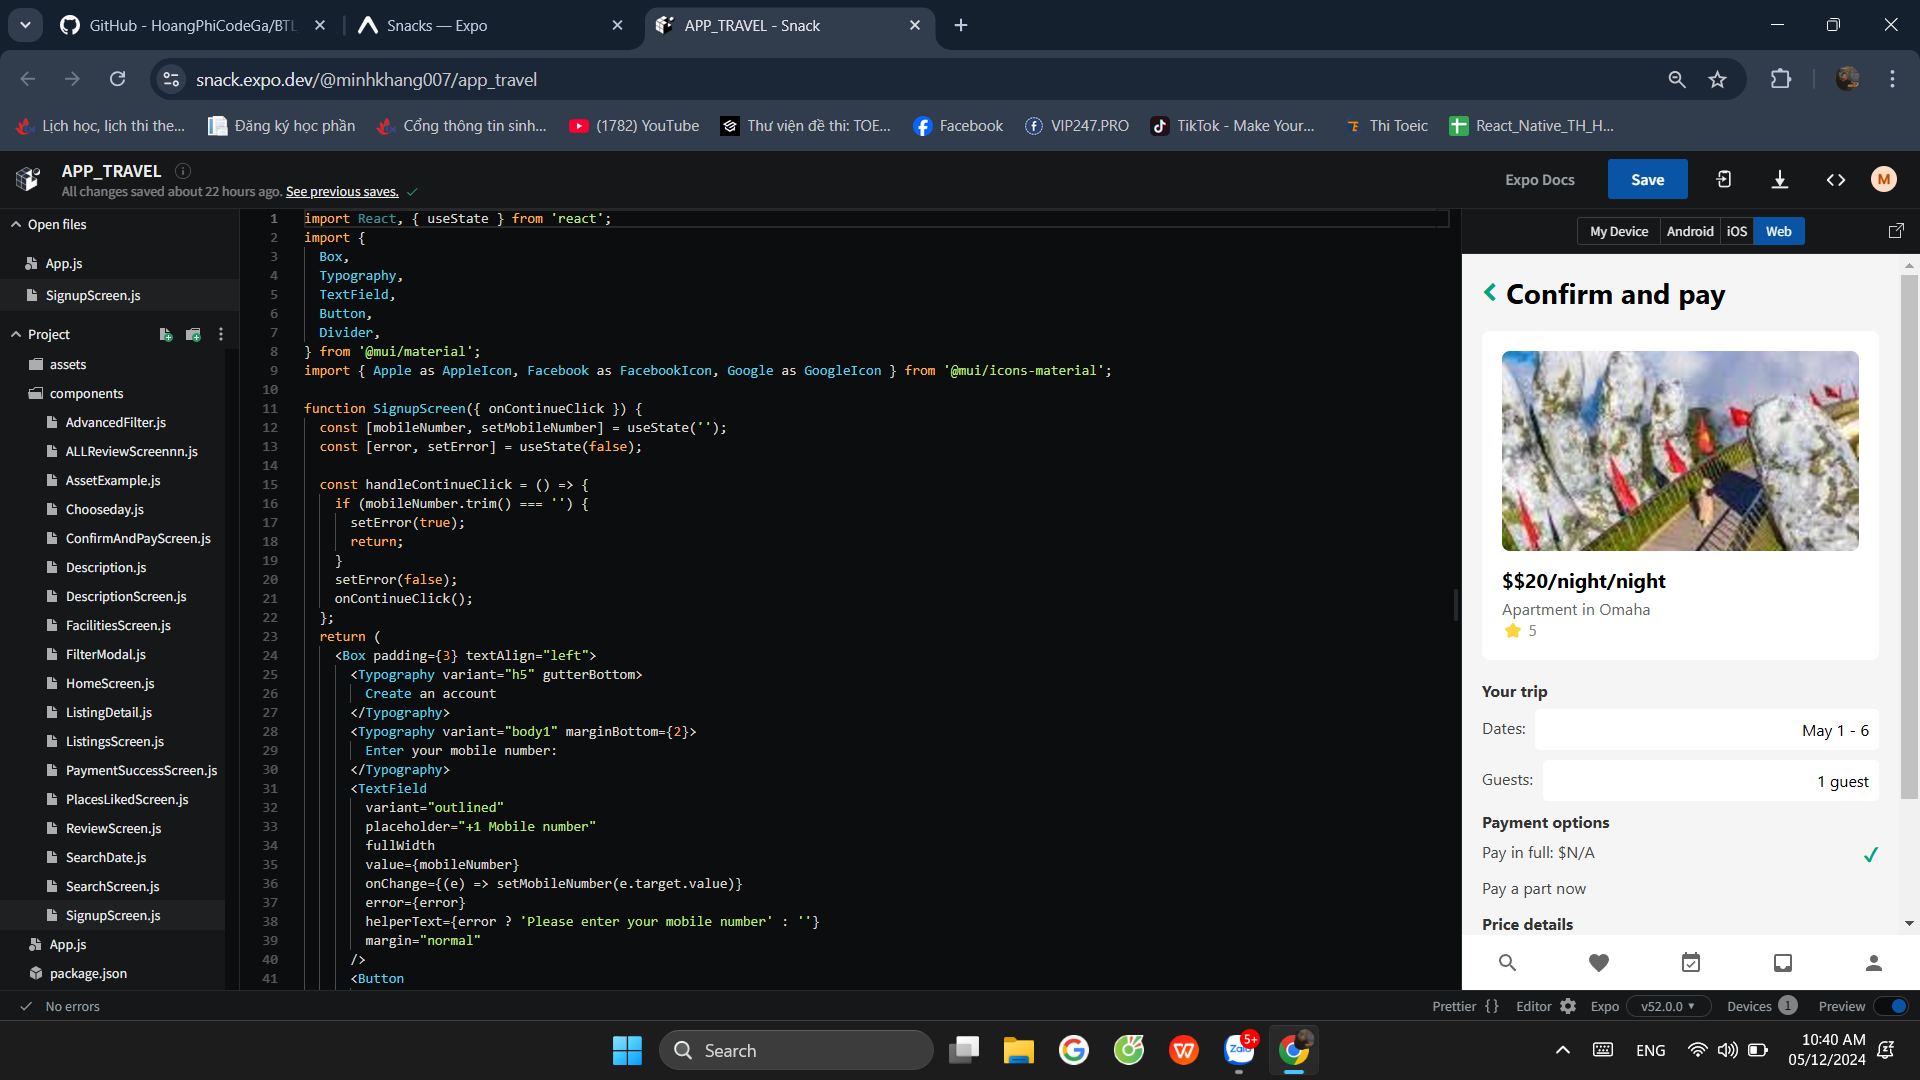 GitHub - HoangPhiCodeGa/BTL
Snacks — Expo
APP_TRAVEL - Snack
snack.expo.dev/@minhkhang007/app_travel
Lịch học, lịch thi the...
Đăng ký học phần
Cổng thông tin sinh...
(1782) YouTube
Thư viện đề thi: TOE...
Facebook
VIP247.PRO
TikTok - Make Your...
Thi Toeic
React_Native_TH_H...
APP_TRAVEL
All changes saved about 22 hours ago. See previous saves.
Expo Docs
Save
M
Open files
App.js
SignupScreen.js
Project
assets
components
AdvancedFilter.js
ALLReviewScreennn.js
AssetExample.js
Chooseday.js
ConfirmAndPayScreen.js
Description.js
DescriptionScreen.js
FacilitiesScreen.js
FilterModal.js
HomeScreen.js
ListingDetail.js
ListingsScreen.js
PaymentSuccessScreen.js
PlacesLikedScreen.js
ReviewScreen.js
SearchDate.js
SearchScreen.js
SignupScreen.js
App.js
package.json
1 import React, { useState } from 'react';
2 import {
3 Box,
4 Typography,
5 TextField,
6 Button,
7 Divider,
8 } from '@mui/material';
9 import { Apple as AppleIcon, Facebook as FacebookIcon, Google as GoogleIcon } from '@mui/icons-material';
10
11 function SignupScreen({ onContinueClick }) {
12 const [mobileNumber, setMobileNumber] = useState('');
13 const [error, setError] = useState(false);
14
15 const handleContinueClick = () => {
16 if (mobileNumber.trim() === '') {
17 setError(true);
18 return;
19 }
20 setError(false);
21 onContinueClick();
22 };
23 return (
24 <Box padding={3} textAlign="left">
25 <Typography variant="h5" gutterBottom>
26 Create an account
27 </Typography>
28 <Typography variant="body1" marginBottom={2}>
29 Enter your mobile number:
30 </Typography>
31 <TextField
32 variant="outlined"
33 placeholder="+1 Mobile number"
34 fullWidth
35 value={mobileNumber}
36 onChange={(e) => setMobileNumber(e.target.value)}
37 error={error}
38 helperText={error ? 'Please enter your mobile number' : ''}
39 margin="normal"
40 />
41 <Button
My Device
Android
iOS
Web
Confirm and pay
$$20/night/night
Apartment in Omaha
5
Your trip
Dates:
May 1 - 6
Guests:
1 guest
Payment options
Pay in full: $N/A
Pay a part now
Price details
No errors
Prettier { }
Editor
Expo
v52.0.0
Devices 1
Preview
Search
Zalo
5+
ENG
10:40 AM
05/12/2024